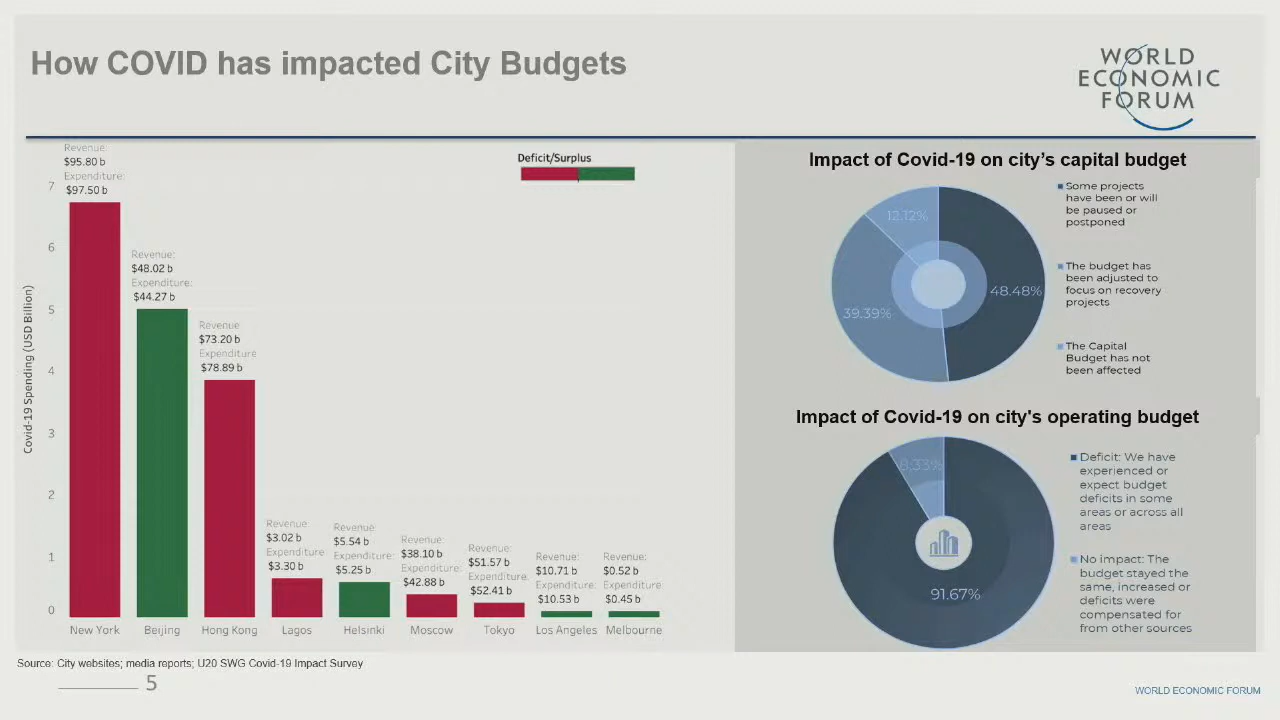 How COVID has impacted City Budgets
WORLD
ECONOMIC
FORUM
Revenue:
$95.80 b
Expenditure:
$97.50 b
Revenue:
$48.02 b
Expenditure:
$44.27 b
Revenue:
$73.20 b
Expenditure
$78.89 b
Revenue:
$3.02 b
Expenditure
$3.30 b
Revenue:
$5.54 b
Expenditure:
$5.25 b
Revenue:
$38.10 b
Expenditure:
$42.88 b
Revenue:
$51.57 b
Expenditure:
$52.41 b
Revenue:
$10.71 b
Expenditure:
$10.53 b
Revenue:
$0.52 b
Expenditure:
$0.45 b
Deficit/Surplus
Covid-19 Spending (USD Billion)
7
6
5
4
3
2
1
0
New York
Beijing
Hong Kong
Lagos
Helsinki
Moscow
Tokyo
Los Angeles
Melbourne
Impact of Covid-19 on city's capital budget
12.12%
48.48%
39.39%
Some projects
have been or will
be paused or
postponed
The budget has
been adjusted to
focus on recovery
projects
The Capital
Budget has not
been affected
Impact of Covid-19 on city's operating budget
8.33%
91.67%
Deficit: We have
experienced or
expect budget
deficits in some
areas or across all
areas
No impact: The
budget stayed the
same, increased or
deficits were
compensated for
from other sources
Source: City websites; media reports; U20 SWG Covid-19 Impact Survey
5
WORLD ECONOMIC FORUM